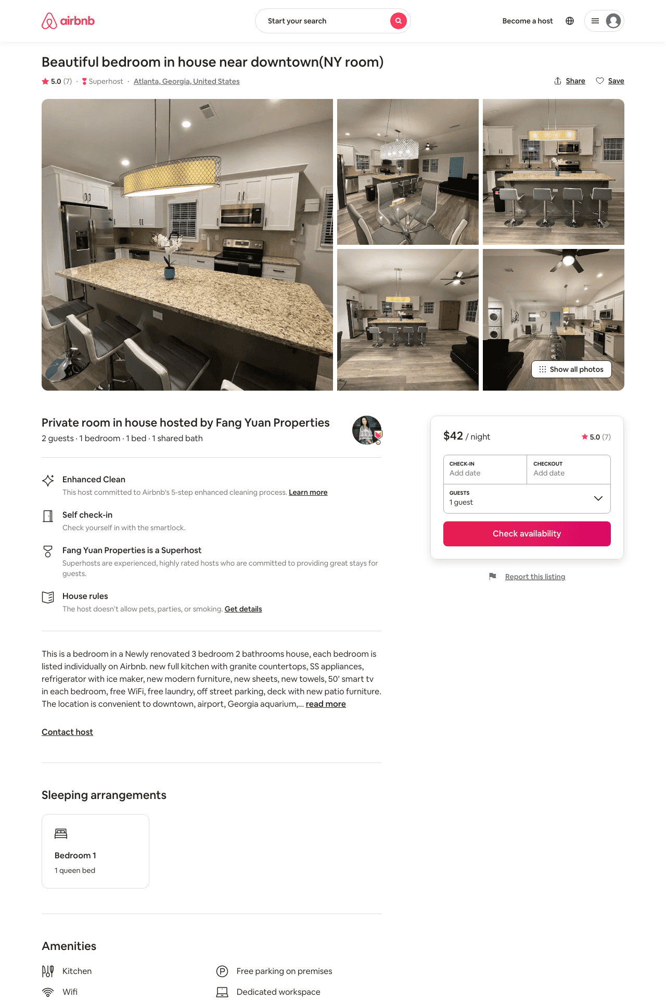 airbnb
Start your search
Become a host
Beautiful bedroom in house near downtown(NY room)
5.0 (7) · Superhost · Atlanta, Georgia, United States
Share
Save
Show all photos
Private room in house hosted by Fang Yuan Properties
2 guests · 1 bedroom · 1 bed · 1 shared bath
Enhanced Clean
This host committed to Airbnb's 5-step enhanced cleaning process. Learn more
Self check-in
Check yourself in with the smartlock.
Fang Yuan Properties is a Superhost
Superhosts are experienced, highly rated hosts who are committed to providing great stays for
guests.
House rules
The host doesn’t allow pets, parties, or smoking. Get details
This is a bedroom in a Newly renovated 3 bedroom 2 bathrooms house, each bedroom is
listed individually on Airbnb. new full kitchen with granite countertops, SS appliances,
refrigerator with ice maker, new modern furniture, new sheets, new towels, 50’ smart tv
in each bedroom, free WiFi, free laundry, off street parking, deck with new patio furniture.
The location is convenient to downtown, airport, Georgia aquarium,... read more
Contact host
Sleeping arrangements
Bedroom 1
1 queen bed
Amenities
Kitchen
Free parking on premises
Wifi
Dedicated workspace
$42 / night
5.0 (7)
CHECK-IN
Add date
CHECKOUT
Add date
GUESTS
1 guest
Check availability
Report this listing